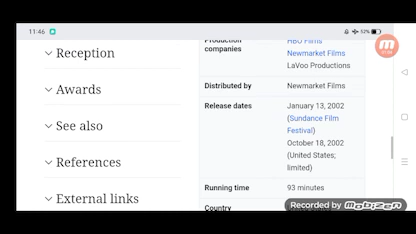 11:46
52%
Reception
Awards
See also
References
External links
Production
companies
HBO Films
Newmarket Films
LaVoo Productions
Distributed by
Newmarket Films
Release dates
January 13, 2002
(Sundance Film
Festival)
October 18, 2002
(United States;
limited)
Running time
93 minutes
Country
Recorded by
MOBIZEN